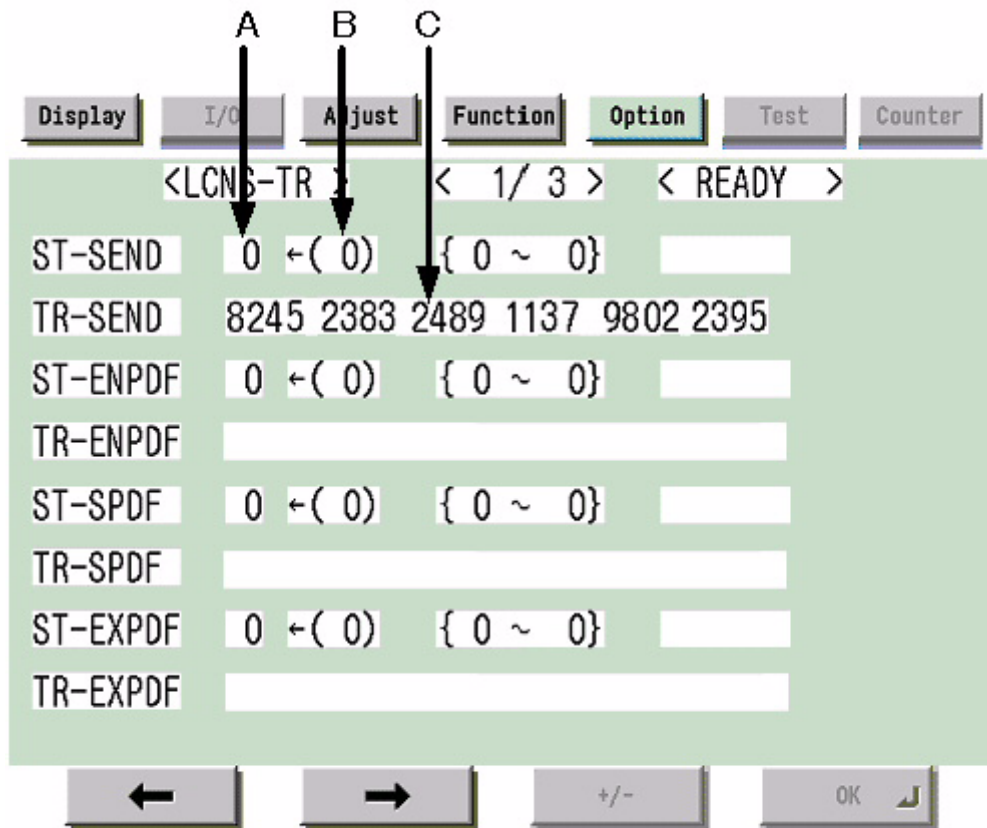 A B C
Display I/O Adjust Function Option Test Counter
<LCNS-TR > < 1/ 3 > < READY >
ST-SEND 0 ←( 0) { 0 ~ 0}
TR-SEND 8245 2383 2489 1137 9802 2395
ST-ENPDF 0 ←( 0) { 0 ~ 0}
TR-ENPDF
ST-SPDF 0 ←( 0) { 0 ~ 0}
TR-SPDF
ST-EXPDF 0 ←( 0) { 0 ~ 0}
TR-EXPDF
← → +/- OK